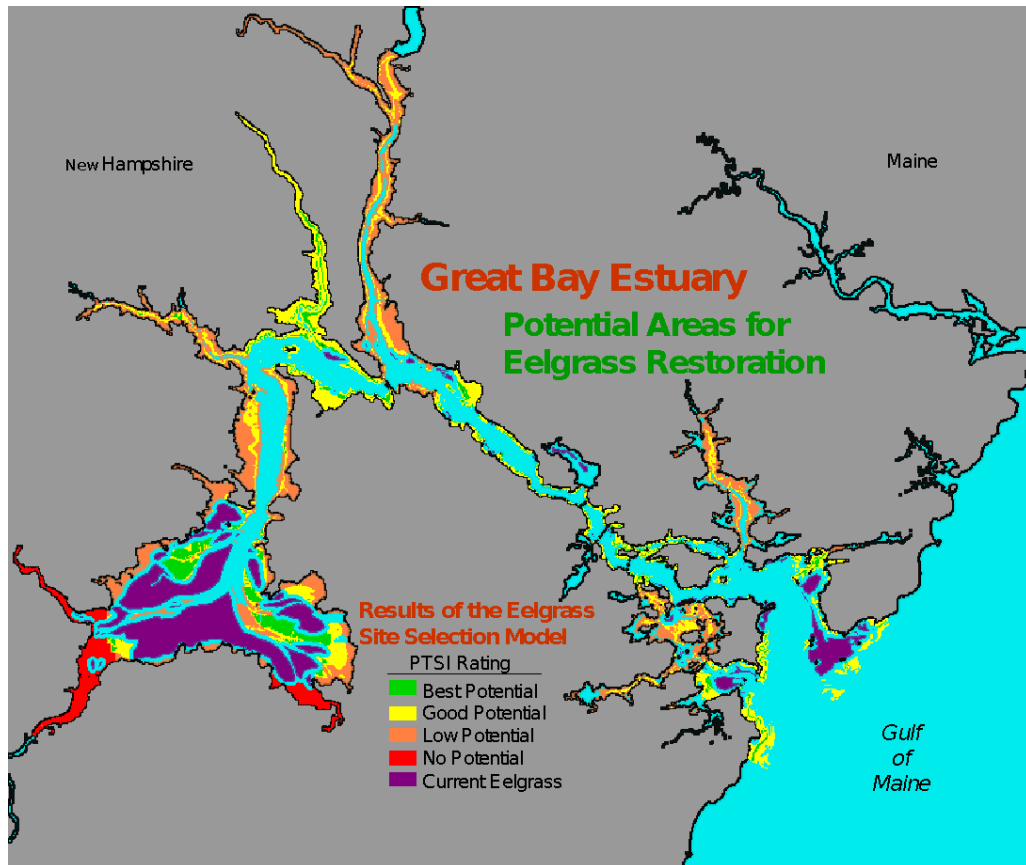 New Hampshire
Maine
Great Bay Estuary
Potential Areas for
Eelgrass Restoration
Results of the Eelgrass
Site Selection Model
PTSI Rating
Best Potential
Good Potential
Low Potential
No Potential
Current Eelgrass
Gulf
of
Maine